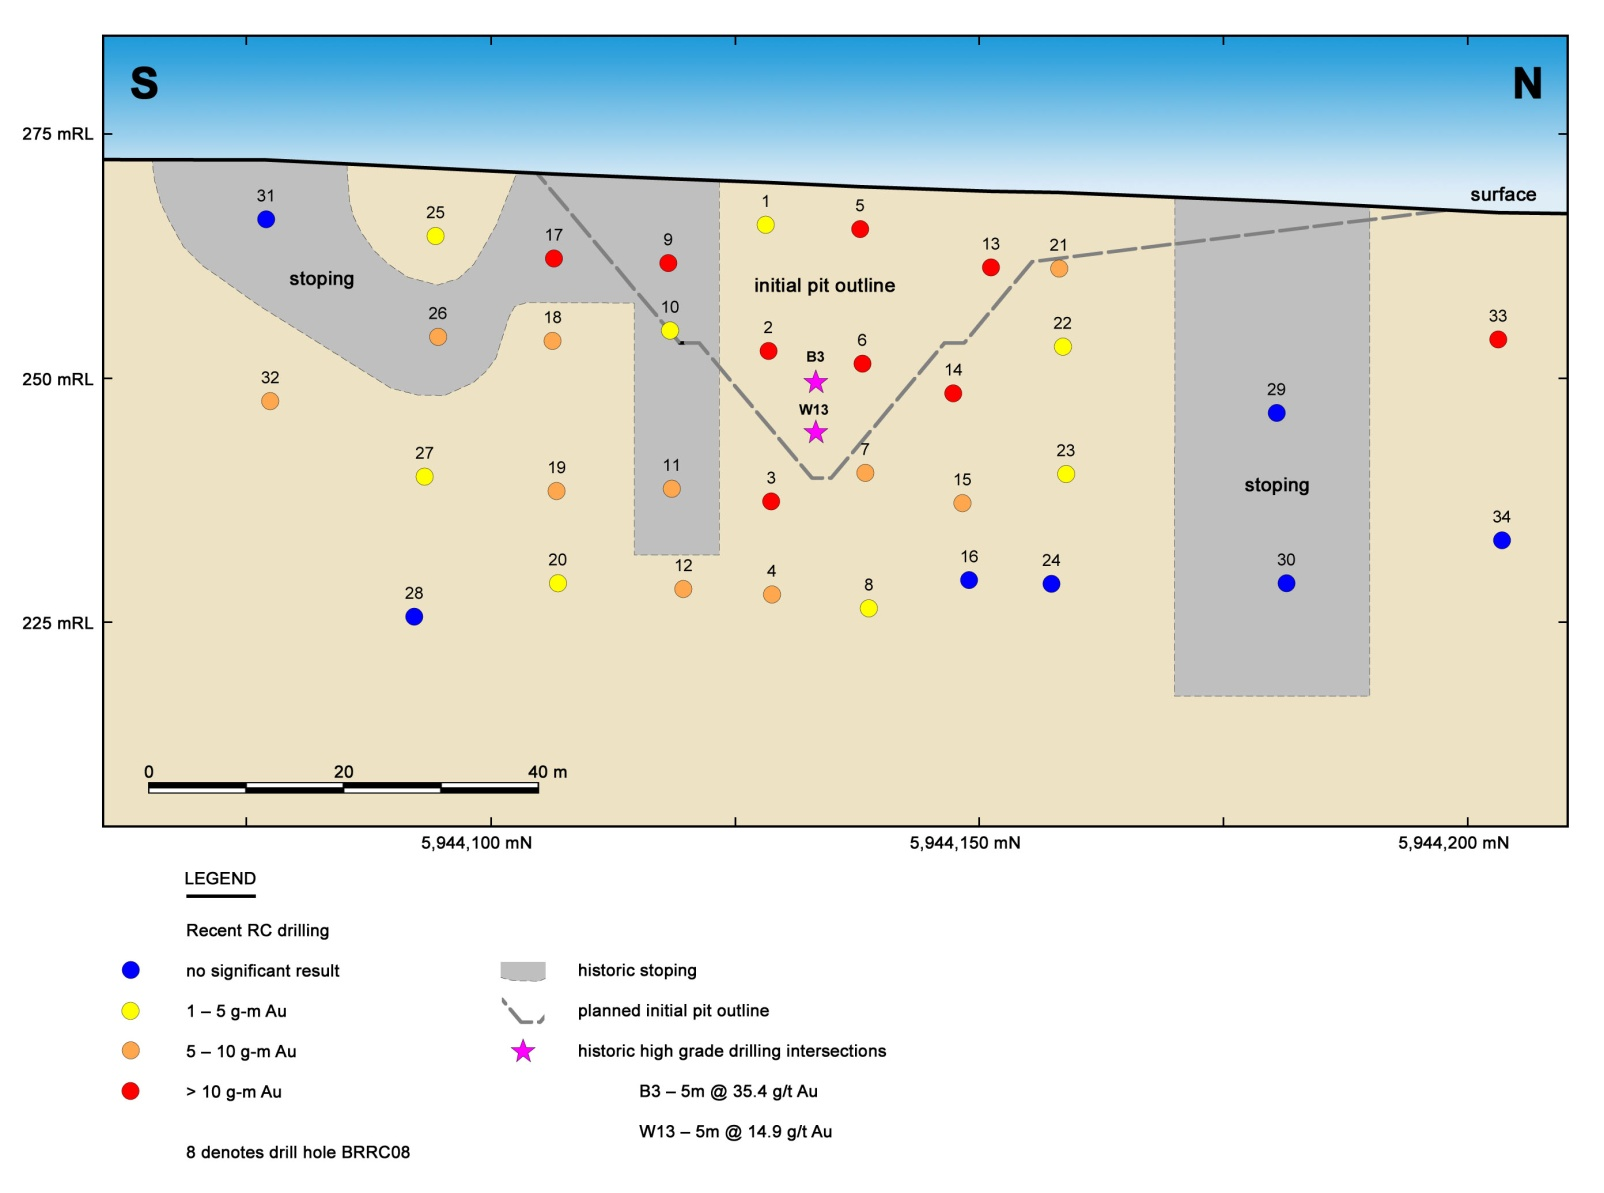 S
N
275 mRL
surface
31
25
1
5
17
9
13
21
stoping
initial pit outline
26
18
10
2
6
22
33
B3
250 mRL
32
14
29
W13
27
19
11
3
7
15
23
stoping
34
20
12
4
8
16
24
30
28
225 mRL
0 20 40 m
5,944,100 mN 5,944,150 mN 5,944,200 mN
LEGEND
Recent RC drilling
no significant result
1 – 5 g-m Au
5 – 10 g-m Au
> 10 g-m Au
8 denotes drill hole BRRC08
historic stoping
planned initial pit outline
historic high grade drilling intersections
B3 – 5m @ 35.4 g/t Au
W13 – 5m @ 14.9 g/t Au